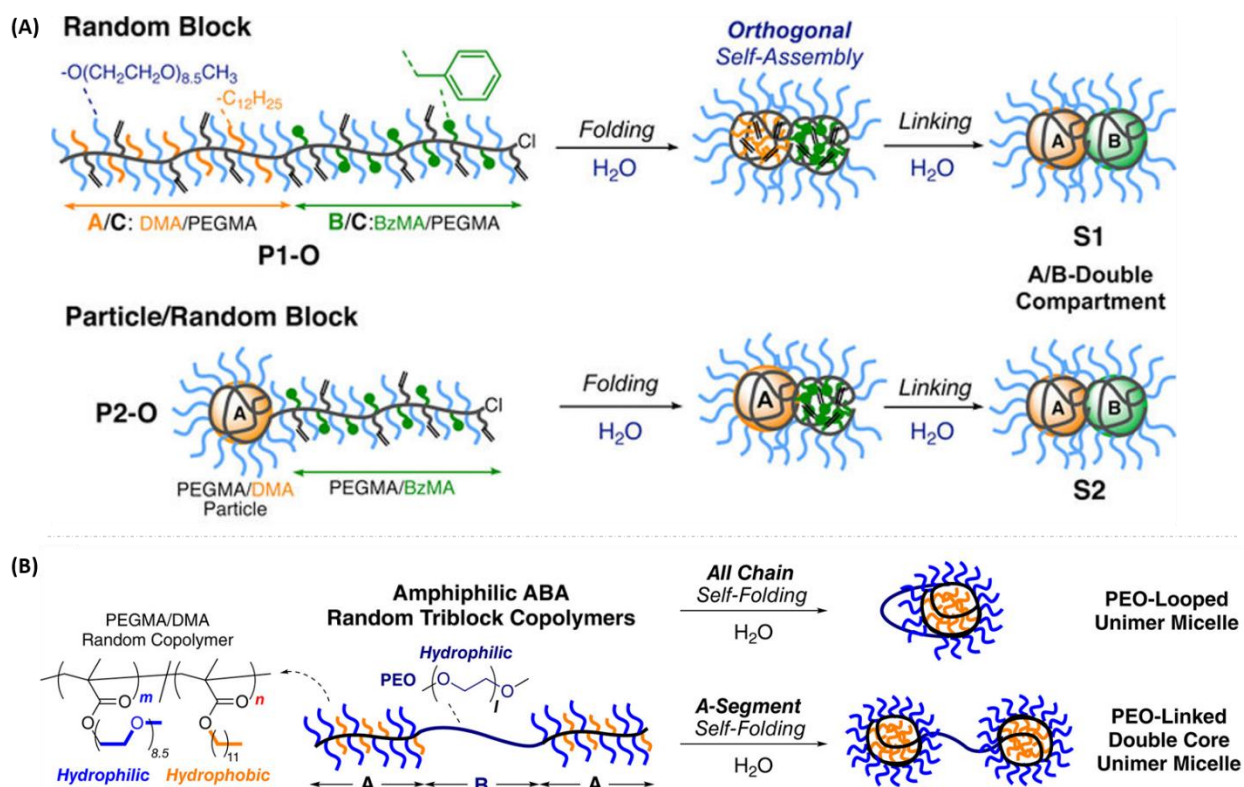 (A)
Random Block
-O(CH₂CH₂O)₈.₅CH₃
-C₁₂H₂₅
Cl
A/C: DMA/PEGMA
B/C:BzMA/PEGMA
P1-O
Folding
H₂O
Orthogonal
Self-Assembly
Linking
H₂O
A
B
S1
A/B-Double
Compartment
Particle/Random Block
P2-O
A
Cl
PEGMA/DMA
Particle
PEGMA/BzMA
Folding
H₂O
A
Linking
H₂O
A
B
S2
(B)
PEGMA/DMA
Random Copolymer
m
n
O
O
O
O
O
8.5
11
Hydrophilic
Hydrophobic
Amphiphilic ABA
Random Triblock Copolymers
Hydrophilic
PEO
O
O
l
A
B
A
All Chain
Self-Folding
H₂O
PEO-Looped
Unimer Micelle
A-Segment
Self-Folding
H₂O
PEO-Linked
Double Core
Unimer Micelle